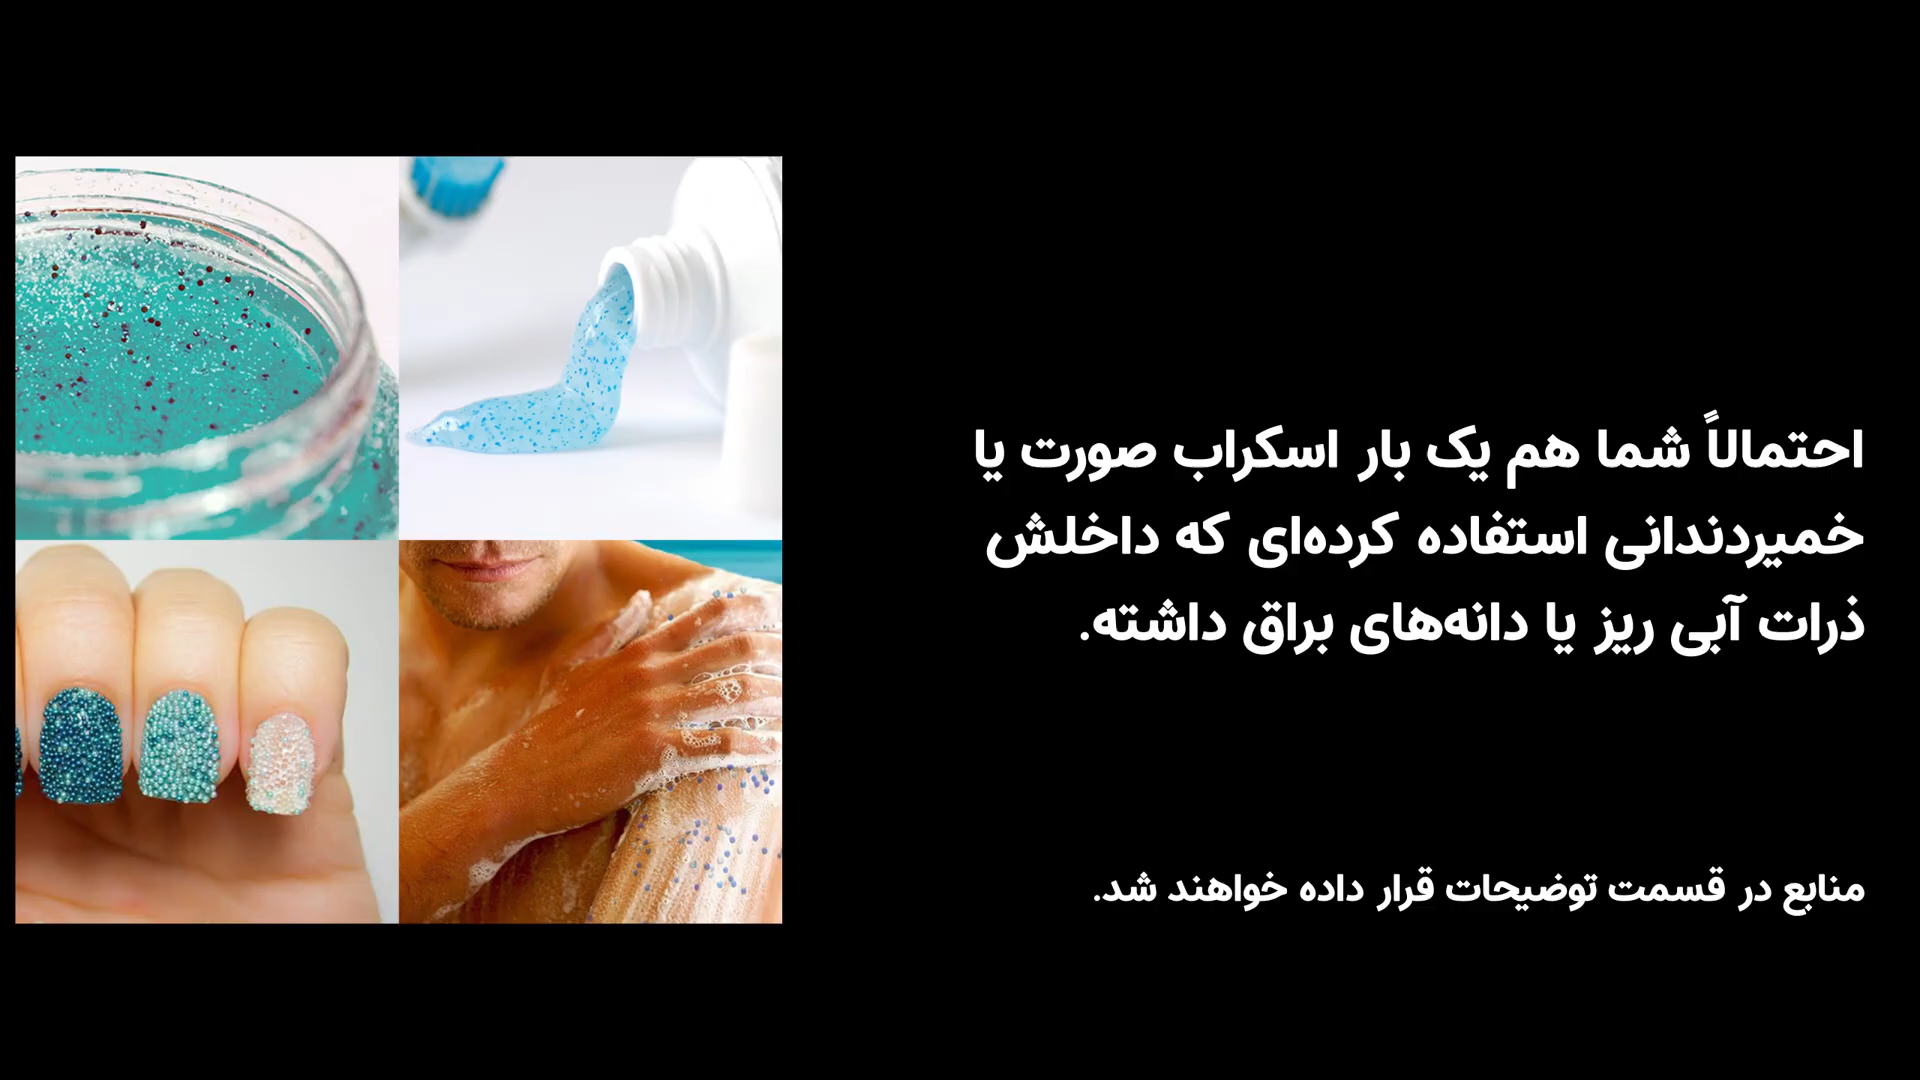 احتمالاً شما هم یک بار اسکراب صورت یا
خمیردندانی استفاده کرده‌ای که داخلش
ذرات آبی ریز یا دانه‌های براق داشته.
منابع در قسمت توضیحات قرار داده خواهند شد.